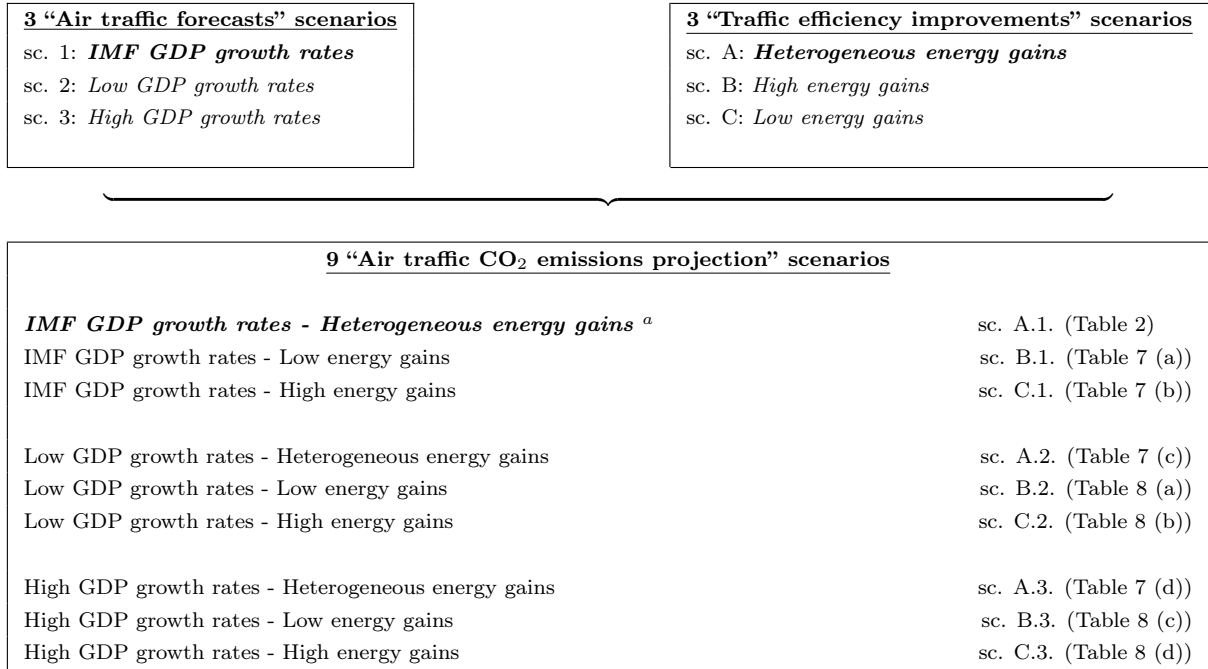 3 “Air traffic forecasts” scenarios
sc. 1: IMF GDP growth rates
sc. 2: Low GDP growth rates
sc. 3: High GDP growth rates
3 “Traffic efficiency improvements” scenarios
sc. A: Heterogeneous energy gains
sc. B: High energy gains
sc. C: Low energy gains
9 “Air traffic CO₂ emissions projection” scenarios
IMF GDP growth rates - Heterogeneous energy gains ᵃ sc. A.1. (Table 2)
IMF GDP growth rates - Low energy gains sc. B.1. (Table 7 (a))
IMF GDP growth rates - High energy gains sc. C.1. (Table 7 (b))
Low GDP growth rates - Heterogeneous energy gains sc. A.2. (Table 7 (c))
Low GDP growth rates - Low energy gains sc. B.2. (Table 8 (a))
Low GDP growth rates - High energy gains sc. C.2. (Table 8 (b))
High GDP growth rates - Heterogeneous energy gains sc. A.3. (Table 7 (d))
High GDP growth rates - Low energy gains sc. B.3. (Table 8 (c))
High GDP growth rates - High energy gains sc. C.3. (Table 8 (d))